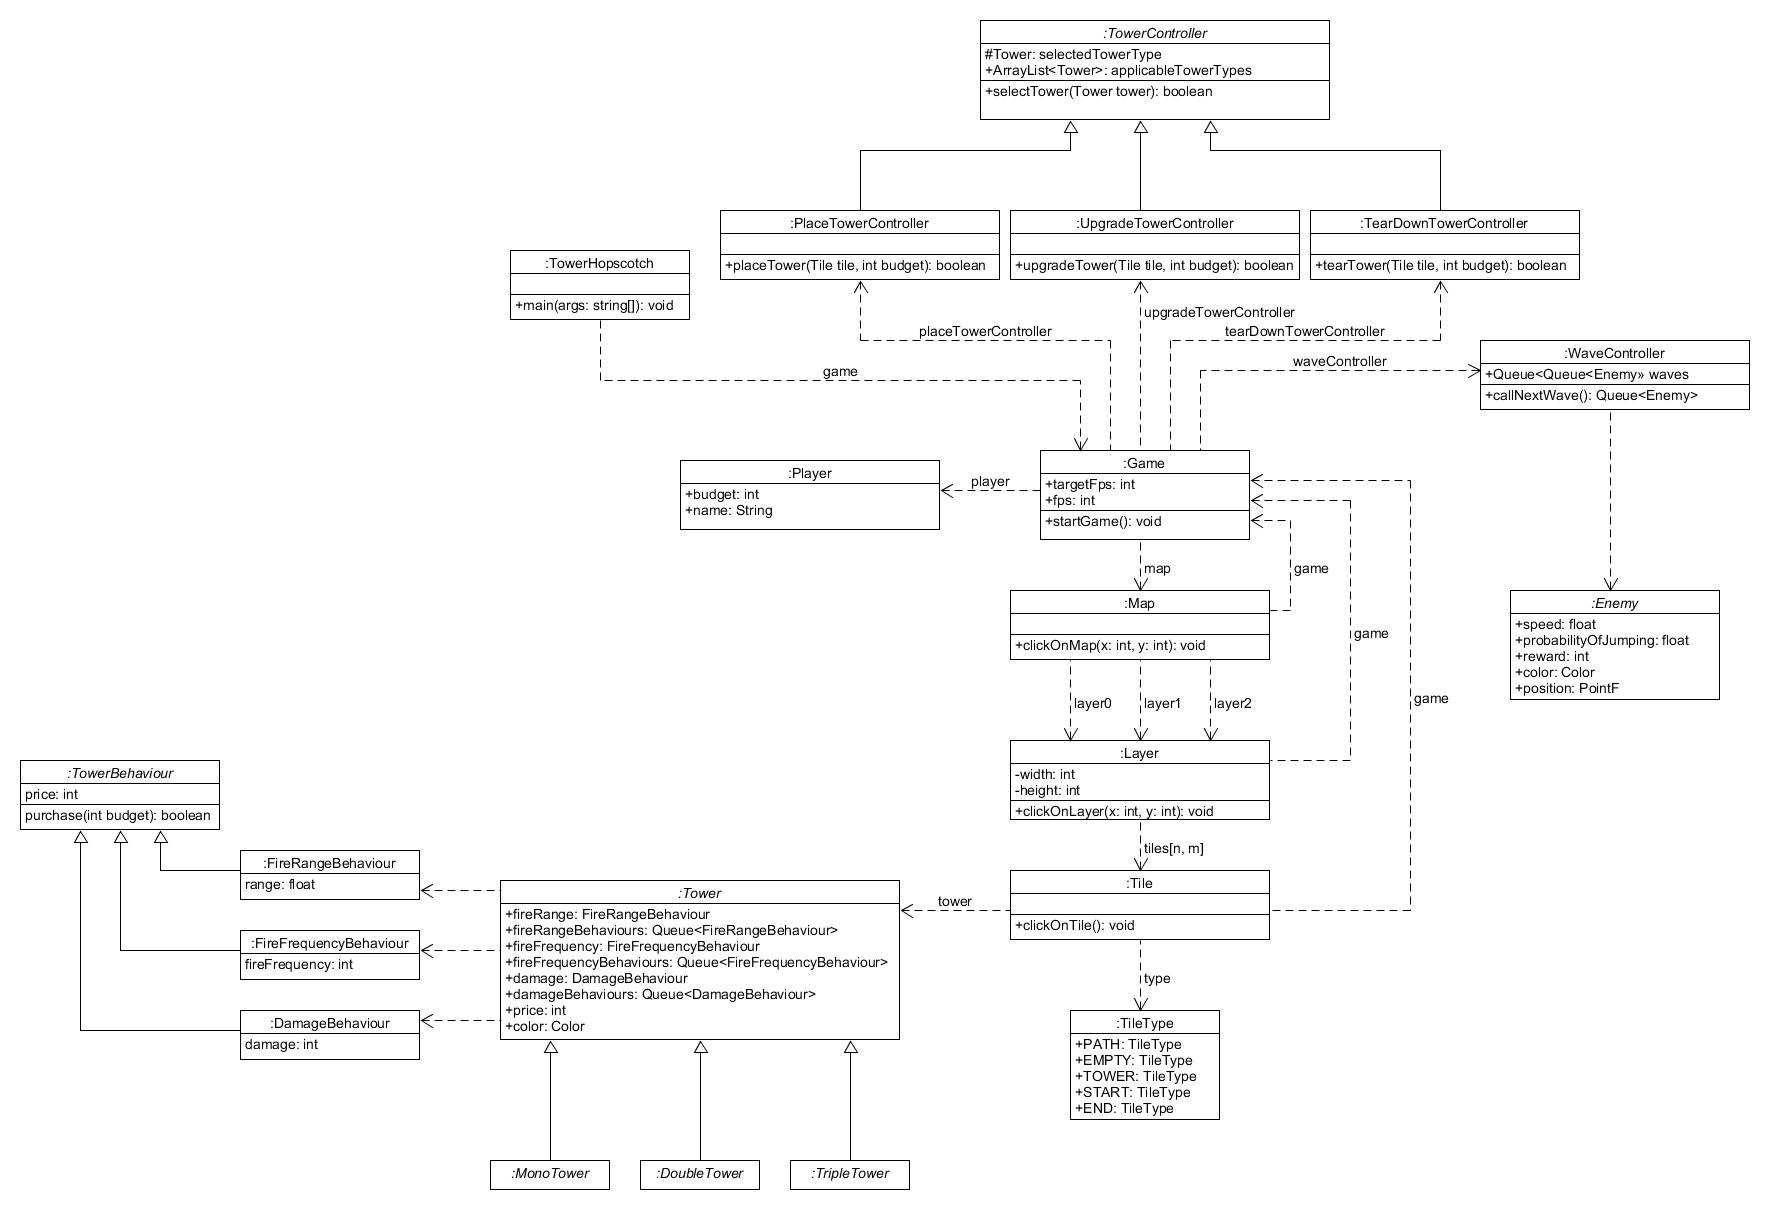 :TowerController
#Tower: selectedTowerType
+ArrayList<Tower>: applicableTowerTypes
+selectTower(Tower tower): boolean
:PlaceTowerController
+placeTower(Tile tile, int budget): boolean
:UpgradeTowerController
+upgradeTower(Tile tile, int budget): boolean
:TearDownTowerController
+tearTower(Tile tile, int budget): boolean
:TowerHopscotch
+main(args: string[]): void
upgradeTowerController
placeTowerController
tearDownTowerController
waveController
game
:WaveController
+Queue<Queue<Enemy>> waves
+callNextWave(): Queue<Enemy>
:Player
+budget: int
+name: String
player
:Game
+targetFps: int
+fps: int
+startGame(): void
map
game
:Map
+clickOnMap(x: int, y: int): void
game
:Enemy
+speed: float
+probabilityOfJumping: float
+reward: int
+color: Color
+position: PointF
layer0
layer1
layer2
game
:Layer
-width: int
-height: int
+clickOnLayer(x: int, y: int): void
tiles[n, m]
:TowerBehaviour
price: int
purchase(int budget): boolean
:FireRangeBehaviour
range: float
:FireFrequencyBehaviour
fireFrequency: int
:DamageBehaviour
damage: int
:Tower
+fireRange: FireRangeBehaviour
+fireRangeBehaviours: Queue<FireRangeBehaviour>
+fireFrequency: FireFrequencyBehaviour
+fireFrequencyBehaviours: Queue<FireFrequencyBehaviour>
+damage: DamageBehaviour
+damageBehaviours: Queue<DamageBehaviour>
+price: int
+color: Color
tower
:Tile
+clickOnTile(): void
type
:TileType
+PATH: TileType
+EMPTY: TileType
+TOWER: TileType
+START: TileType
+END: TileType
:MonoTower
:DoubleTower
:TripleTower